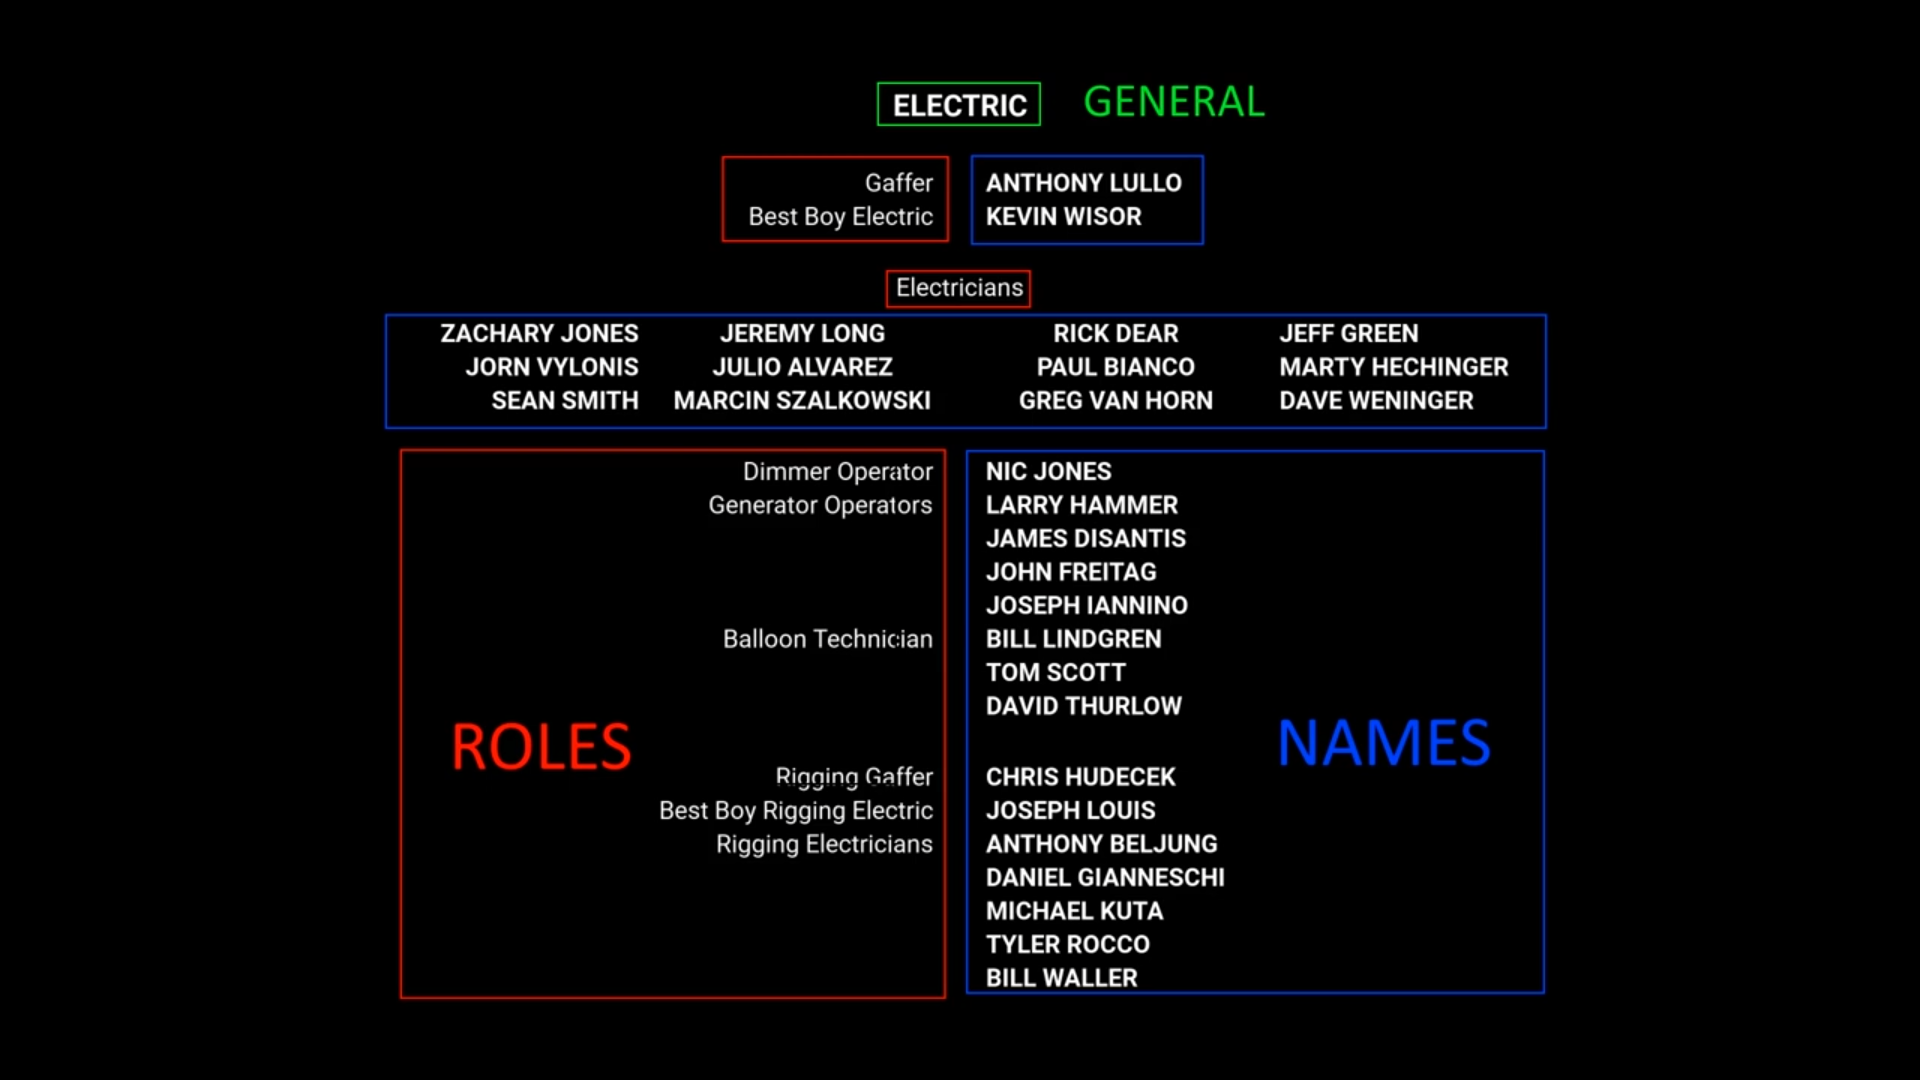 ELECTRIC GENERAL
Gaffer ANTHONY LULLO
Best Boy Electric KEVIN WISOR
Electricians
ZACHARY JONES JEREMY LONG RICK DEAR JEFF GREEN
JORN VYLONIS JULIO ALVAREZ PAUL BIANCO MARTY HECHINGER
SEAN SMITH MARCIN SZALKOWSKI GREG VAN HORN DAVE WENINGER
Dimmer Operator NIC JONES
Generator Operators LARRY HAMMER
JAMES DISANTIS
JOHN FREITAG
JOSEPH IANNINO
Balloon Technician BILL LINDGREN
TOM SCOTT
DAVID THURLOW
ROLES NAMES
Rigging Gaffer CHRIS HUDECEK
Best Boy Rigging Electric JOSEPH LOUIS
Rigging Electricians ANTHONY BELJUNG
DANIEL GIANNESCHI
MICHAEL KUTA
TYLER ROCCO
BILL WALLER